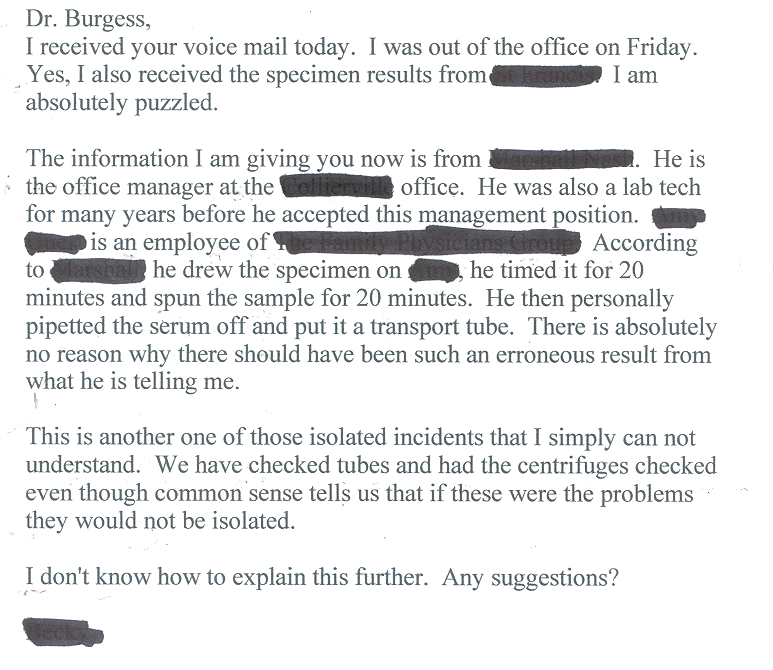 Dr. Burgess,
I received your voice mail today. I was out of the office on Friday.
Yes, I also received the specimen results from I am
absolutely puzzled.
The information I am giving you now is from . He is
the office manager at the office. He was also a lab tech
for many years before he accepted this management position.
is an employee of According
to he drew the specimen on , he timed it for 20
minutes and spun the sample for 20 minutes. He then personally
pipetted the serum off and put it a transport tube. There is absolutely
no reason why there should have been such an erroneous result from
what he is telling me.
This is another one of those isolated incidents that I simply can not
understand. We have checked tubes and had the centrifuges checked
even though common sense tells us that if these were the problems
they would not be isolated.
I don't know how to explain this further. Any suggestions?